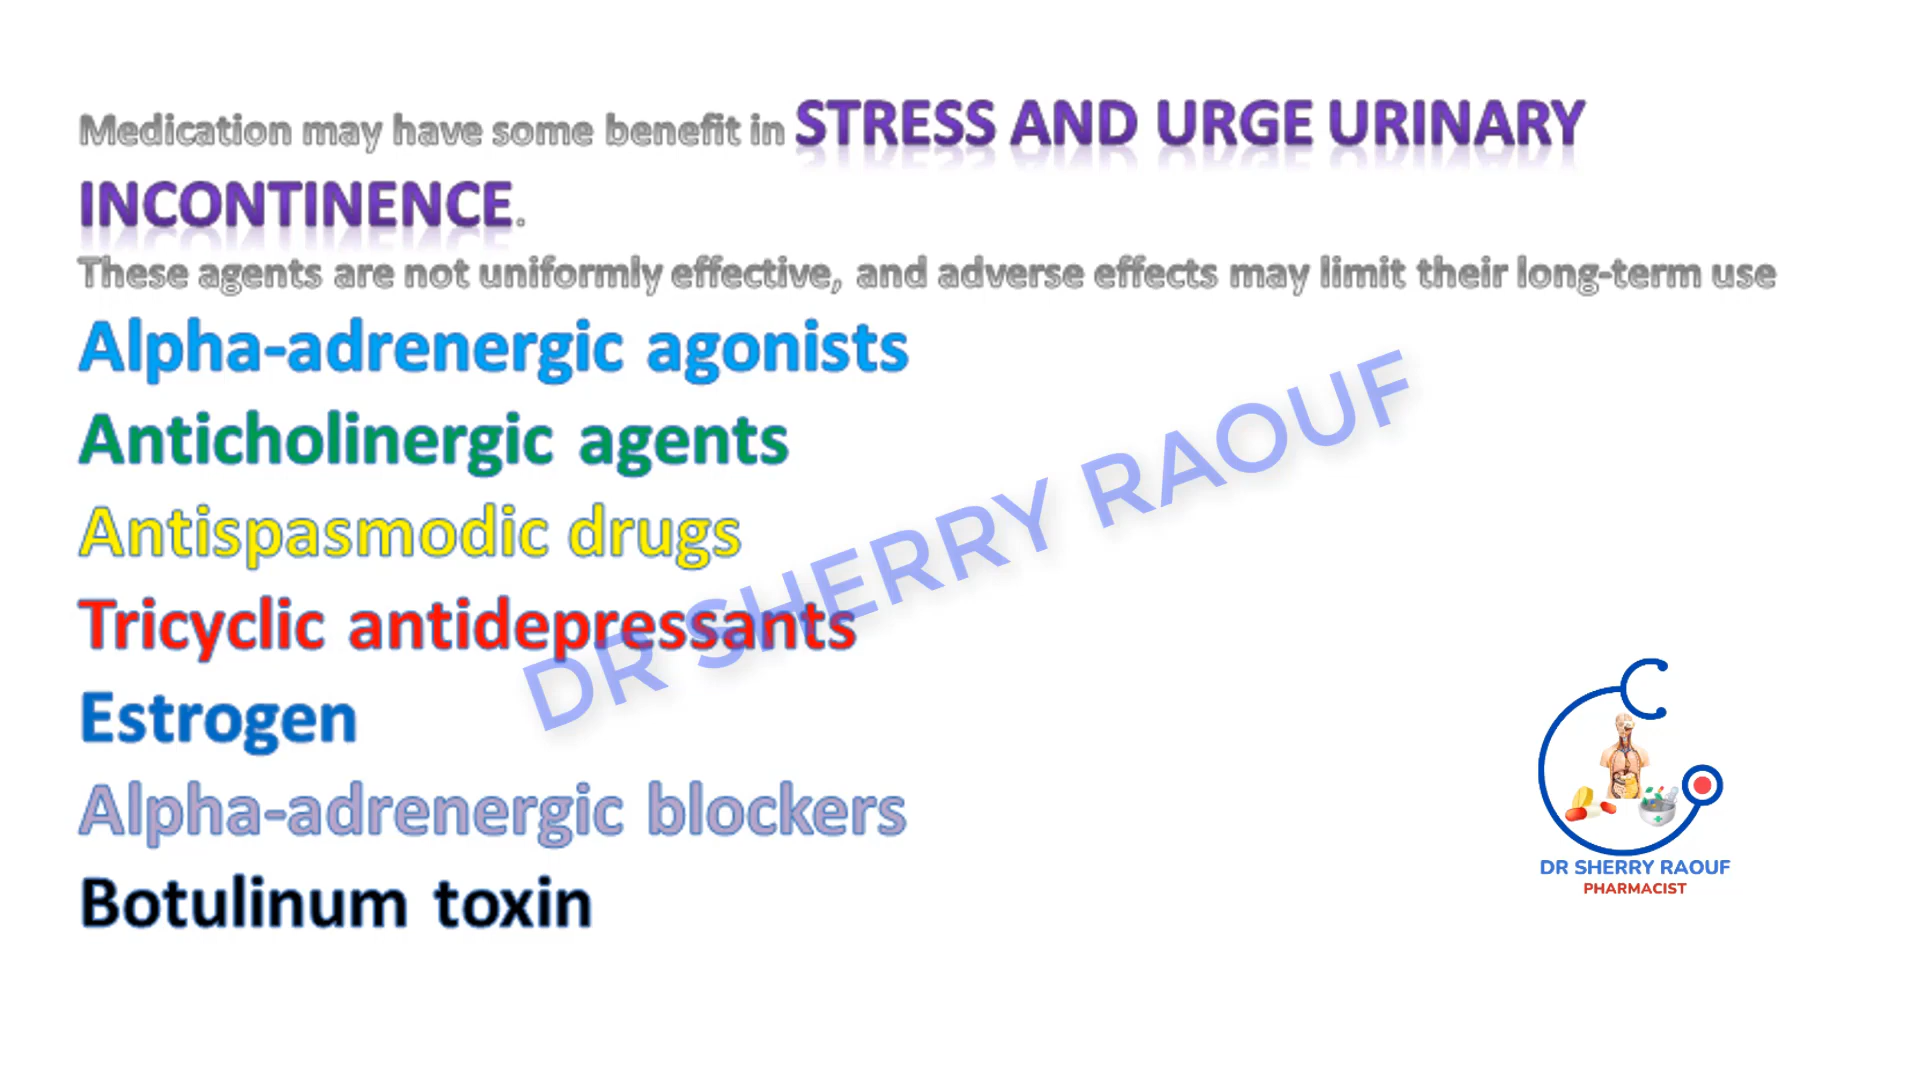 Medication may have some benefit in STRESS AND URGE URINARY
INCONTINENCE.
These agents are not uniformly effective, and adverse effects may limit their long-term use
Alpha-adrenergic agonists
Anticholinergic agents
Antispasmodic drugs
Tricyclic antidepressants
Estrogen
Alpha-adrenergic blockers
Botulinum toxin
DR SHERRY RAOUF
DR SHERRY RAOUF
PHARMACIST